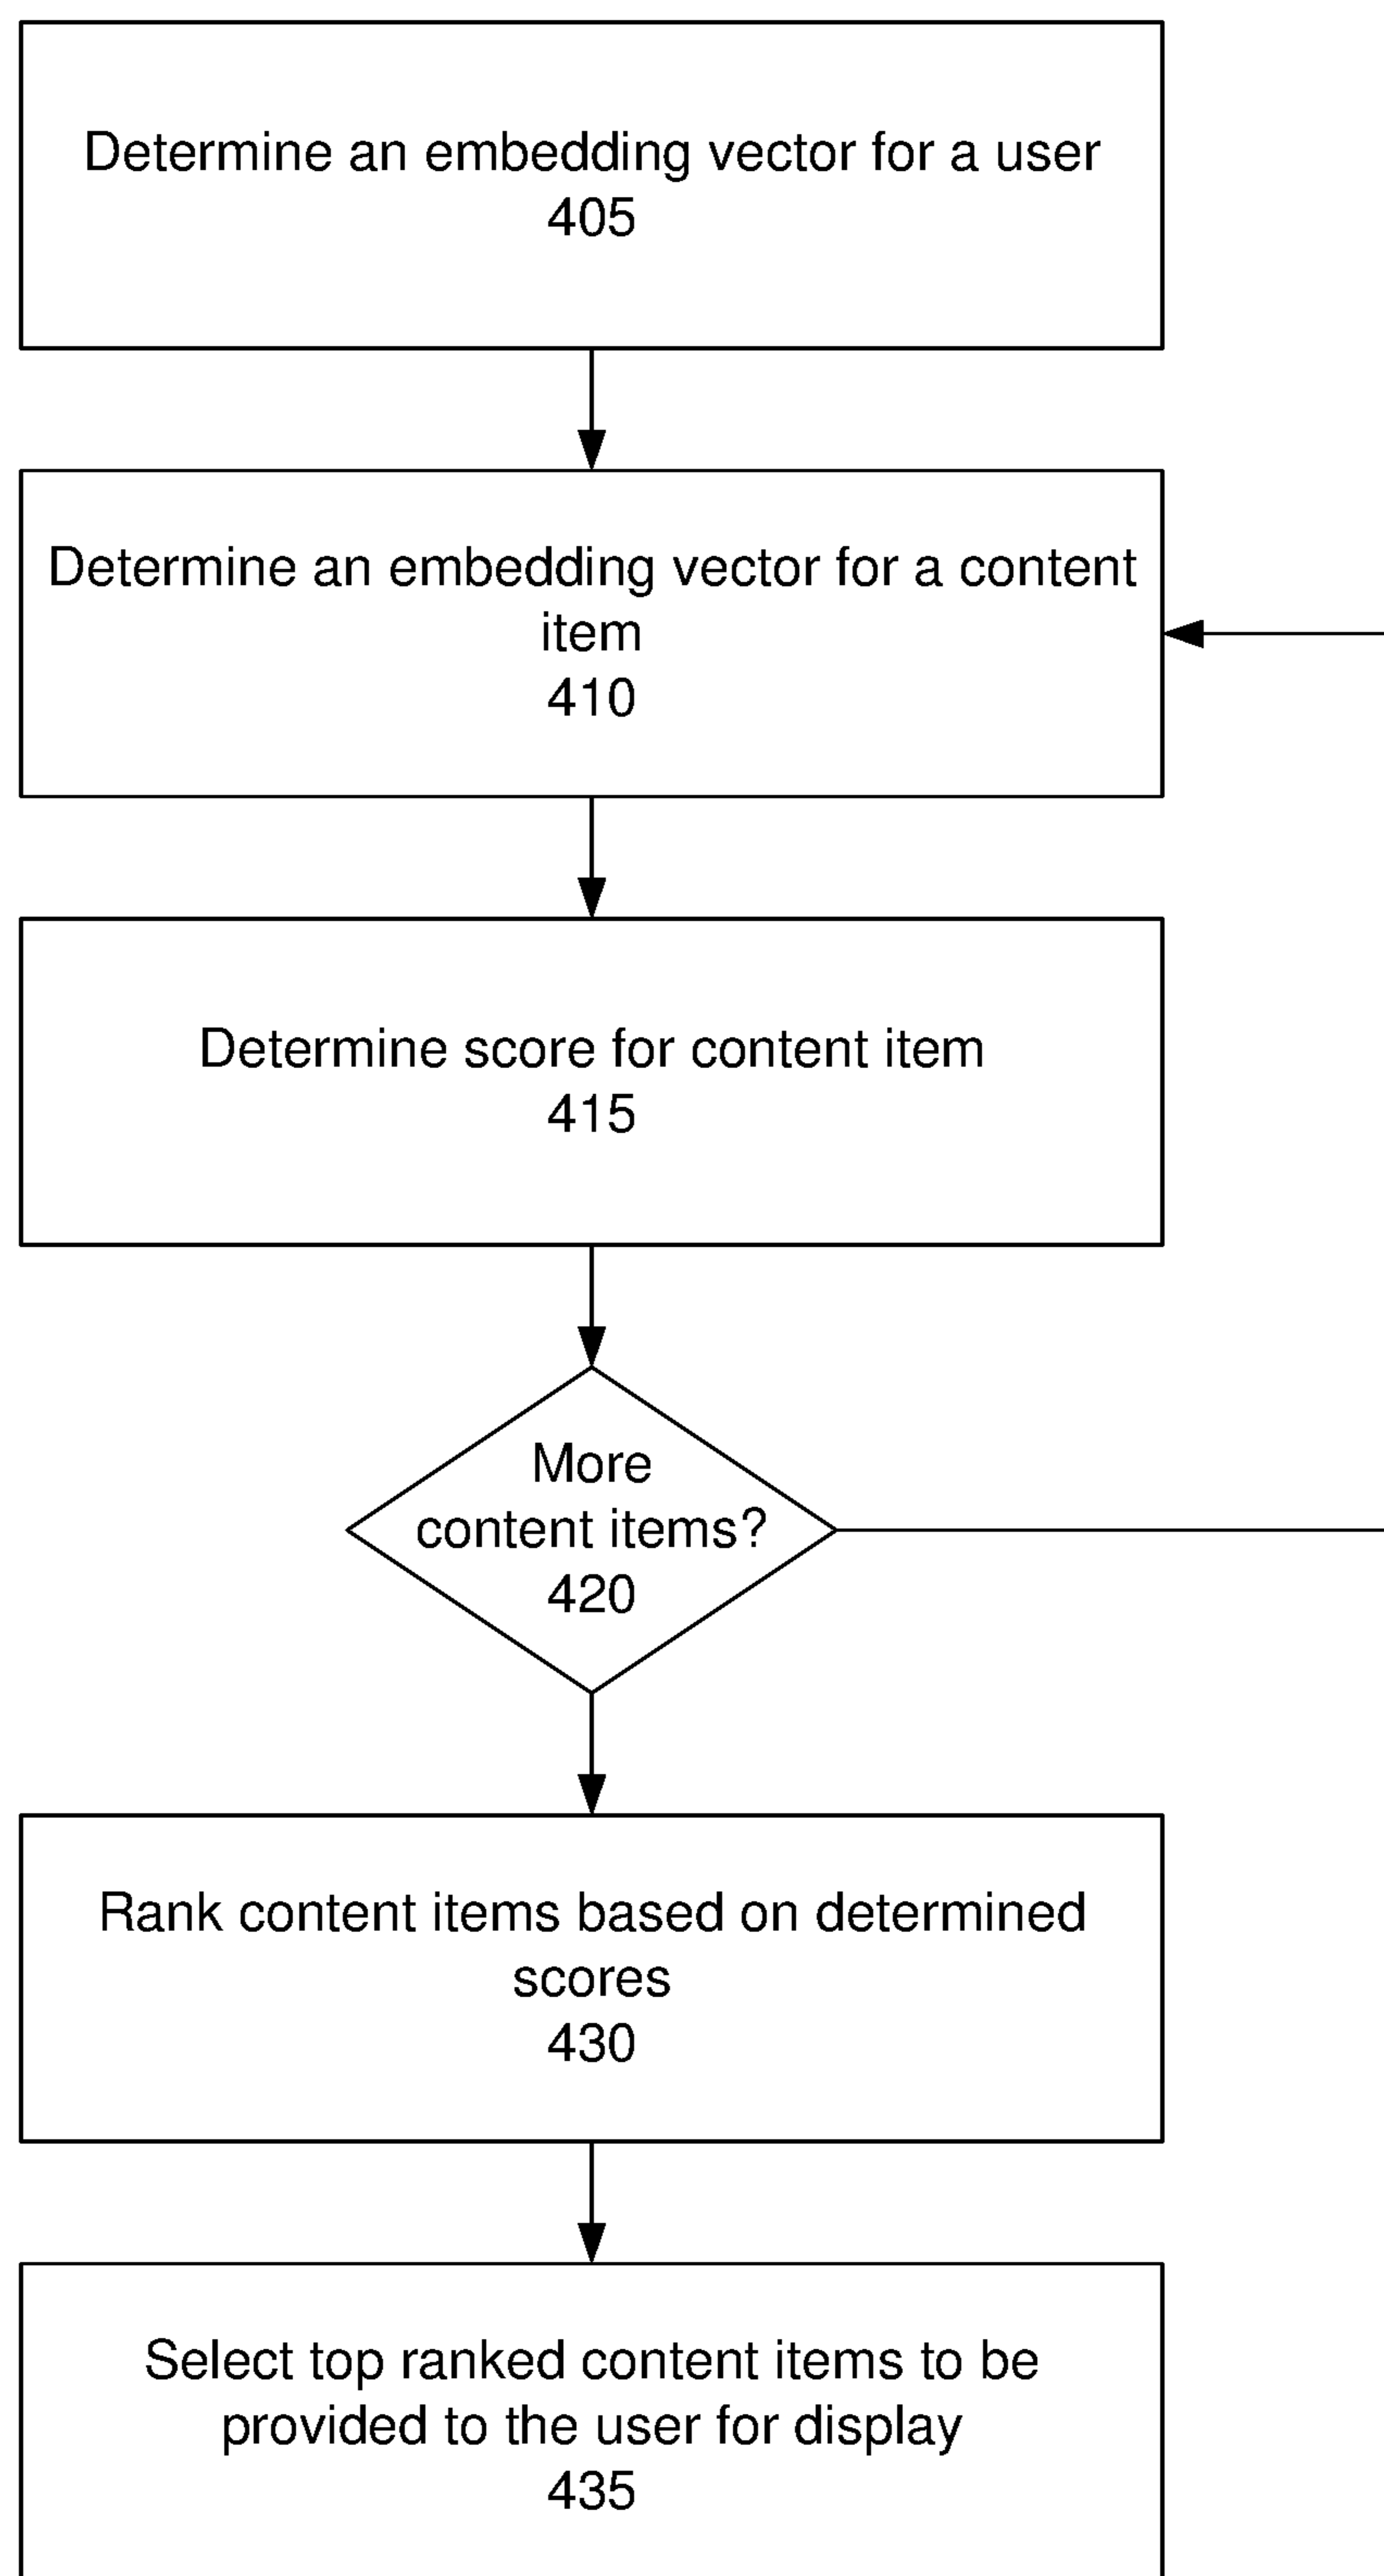 Determine an embedding vector for a user
405
Determine an embedding vector for a content
item
410
Determine score for content item
415
More
content items?
420
Rank content items based on determined
scores
430
Select top ranked content items to be
provided to the user for display
435